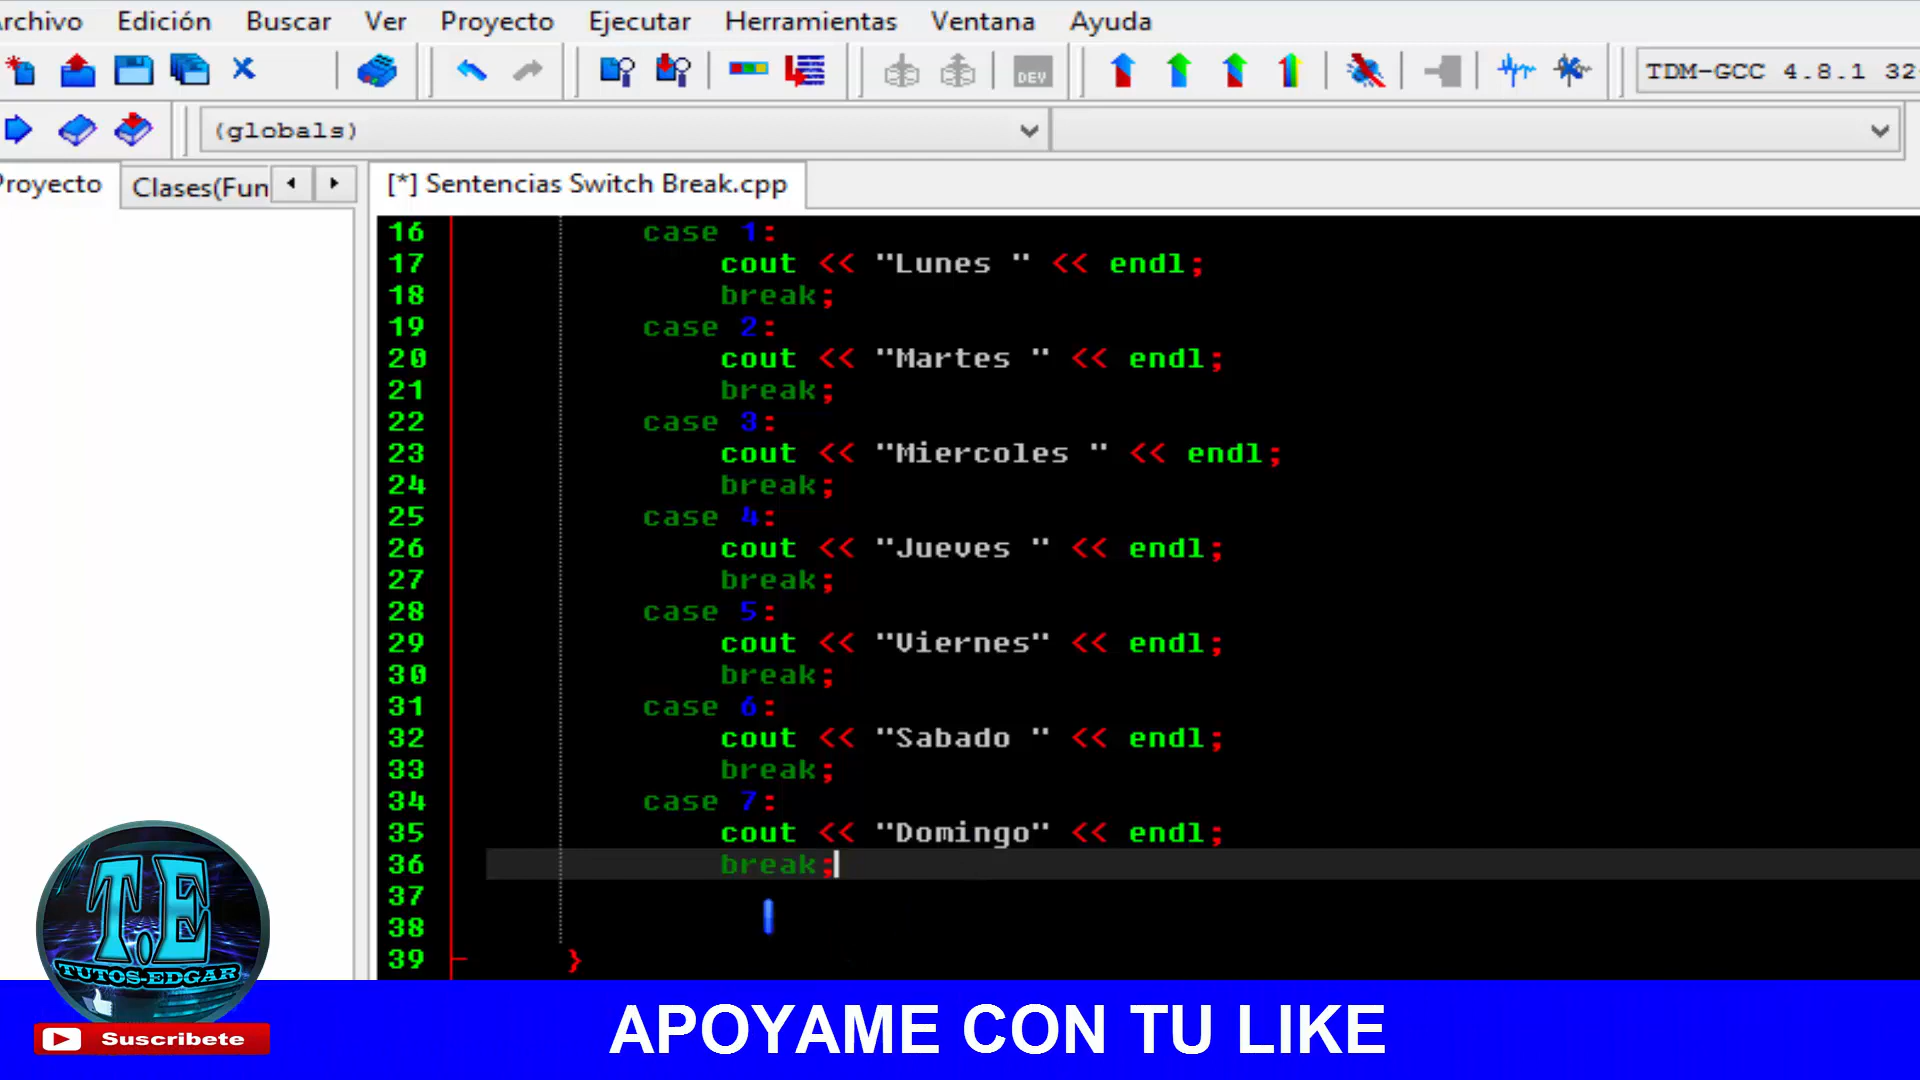 Archivo Edición Buscar Ver Proyecto Ejecutar Herramientas Ventana Ayuda
DEV TDM-GCC 4.8.1 32
(globals)
Proyecto Clases(Fun [*] Sentencias Switch Break.cpp
16 case 1:
17 cout << "Lunes " << endl;
18 break;
19 case 2:
20 cout << "Martes " << endl;
21 break;
22 case 3:
23 cout << "Miercoles " << endl;
24 break;
25 case 4:
26 cout << "Jueves " << endl;
27 break;
28 case 5:
29 cout << "Viernes" << endl;
30 break;
31 case 6:
32 cout << "Sabado " << endl;
33 break;
34 case 7:
35 cout << "Domingo" << endl;
36 break;
37
38
39 }
T.E
TUTOS-EDGAR
Suscribete
APOYAME CON TU LIKE